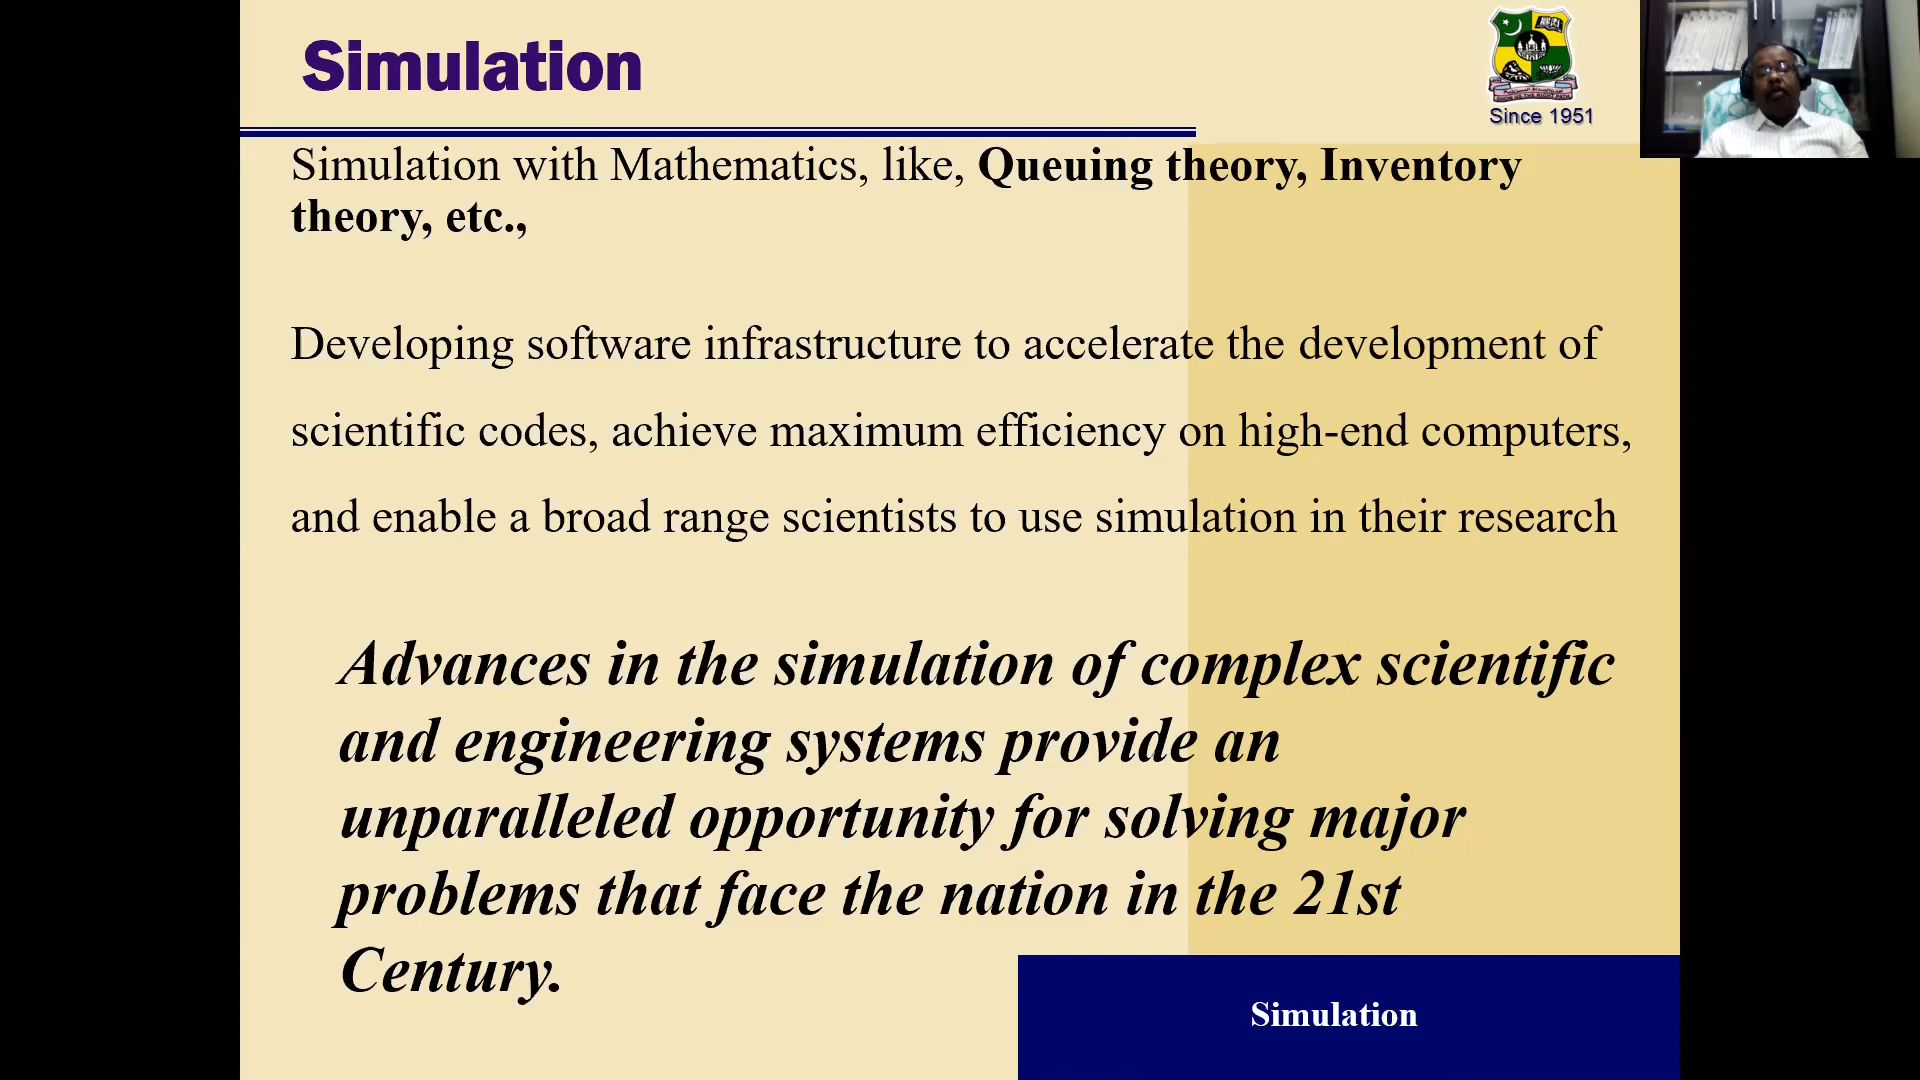 Simulation
Since 1951
Simulation with Mathematics, like, Queuing theory, Inventory
theory, etc.,
Developing software infrastructure to accelerate the development of
scientific codes, achieve maximum efficiency on high-end computers,
and enable a broad range scientists to use simulation in their research
Advances in the simulation of complex scientific
and engineering systems provide an
unparalleled opportunity for solving major
problems that face the nation in the 21st
Century.
Simulation